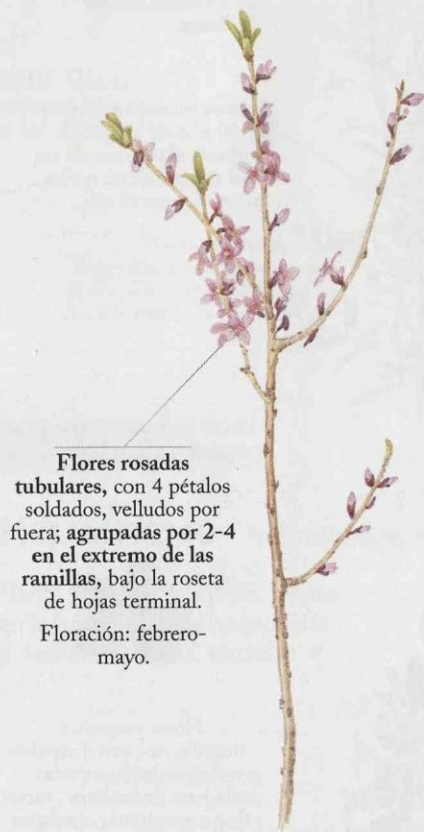 Flores rosadas
tubulares, con 4 pétalos
soldados, velludos por
fuera; agrupadas por 2-4
en el extremo de las
ramillas, bajo la roseta
de hojas terminal.
Floración: febrero-
mayo.